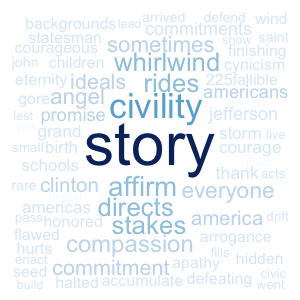 backgrounds lead arrived defend wind
statesman commitments
courageous sometimes snow saint
finishing
john children whirlwind cynicism
eternity ideals rides 225fallible
gore angel civility americans
promise jefferson
lest grand storm live
small birth story courage
schools thank acts
rare clinton affirm everyone
americas directs america drift
pass honored stakes
flawed arrogance
hurts compassion fills hidden
enact apathy
seed commitment civic
build halted accumulate defeating went